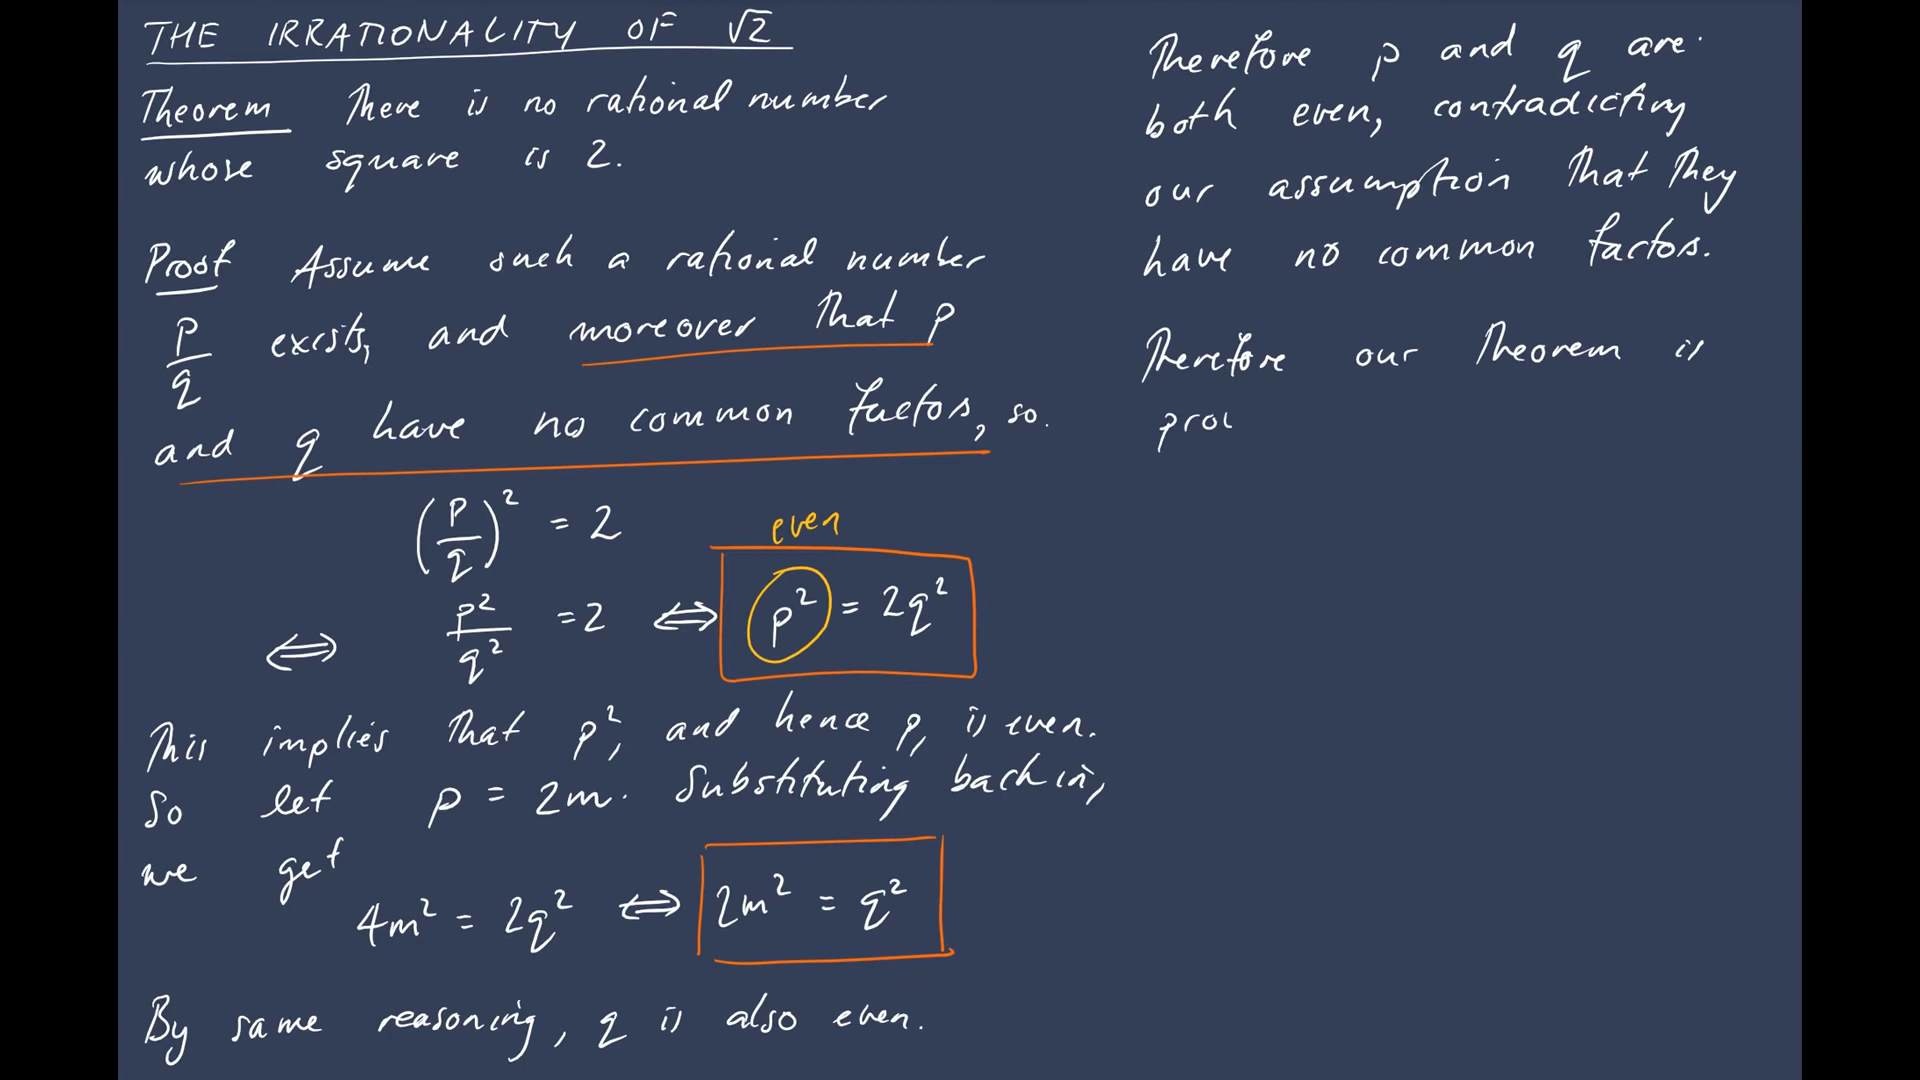 THE IRRATIONALITY OF √2
Theorem There is no rational number
whose square is 2.
Proof Assume such a rational number
p/q exists, and moreover that p
and q have no common factors, so.
(p/q)² = 2
even
⇔ p²/q² = 2 ⇔ p² = 2q²
This implies that p², and hence p, is even.
So let p = 2m. Substituting back in,
we get
4m² = 2q² ⇔ 2m² = q²
By same reasoning, q is also even.
Therefore p and q are
both even, contradicting
our assumption that they
have no common factors.
Therefore our Theorem is
prov